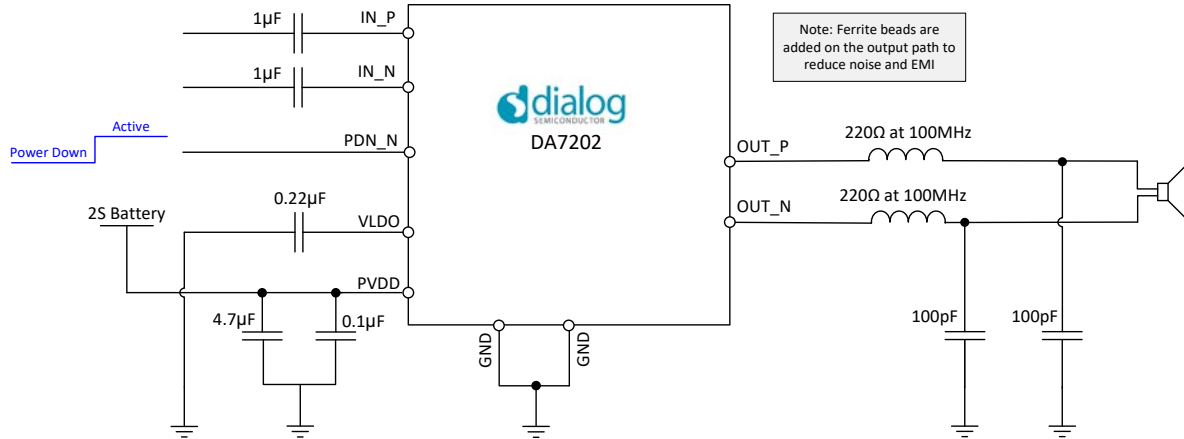 1µF
IN_P
1µF
IN_N
Active
Power Down
PDN_N
2S Battery
0.22µF
VLDO
PVDD
4.7µF
0.1µF
dialog
SEMICONDUCTOR
DA7202
GND
GND
Note: Ferrite beads are
added on the output path to
reduce noise and EMI
OUT_P
220Ω at 100MHz
OUT_N
220Ω at 100MHz
100pF
100pF